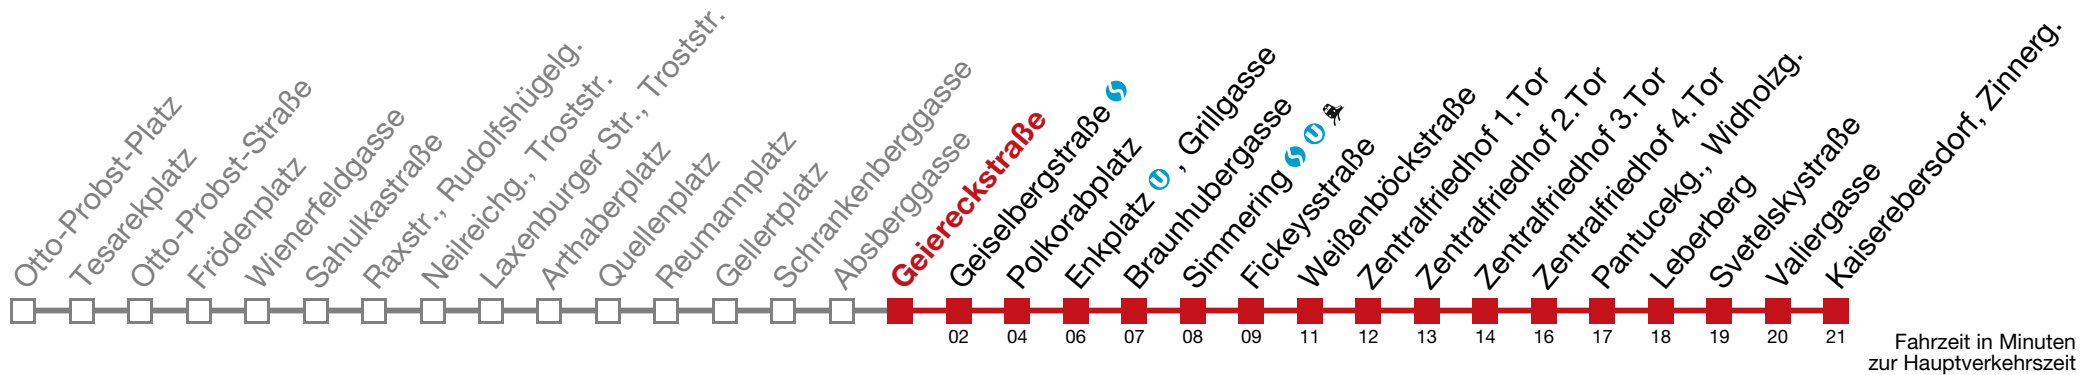 Otto-Probst-Platz
Tesarekplatz
Otto-Probst-Straße
Frödenplatz
Wienerfeldgasse
Sahulkastraße
Raxstr., Rudolfshügelg.
Neilreichg., Troststr.
Laxenburger Str., Troststr.
Arthaberplatz
Quellenplatz
Reumannplatz
Gellertplatz
Schrankenberggasse
Absberggasse
Geiereckstraße
Geiselbergstraße S
Polkorabplatz
Enkplatz U , Grillgasse
Braunhubergasse
Simmering S U
Fickeysstraße
Weißenböckstraße
Zentralfriedhof 1.Tor
Zentralfriedhof 2.Tor
Zentralfriedhof 3.Tor
Zentralfriedhof 4.Tor
Pantucekg., Widholzg.
Leberberg
Svetelskystraße
Valiergasse
Kaiserebersdorf, Zinnerg.
02 04 06 07 08 09 11 12 13 14 16 17 18 19 20 21
Fahrzeit in Minuten
zur Hauptverkehrszeit